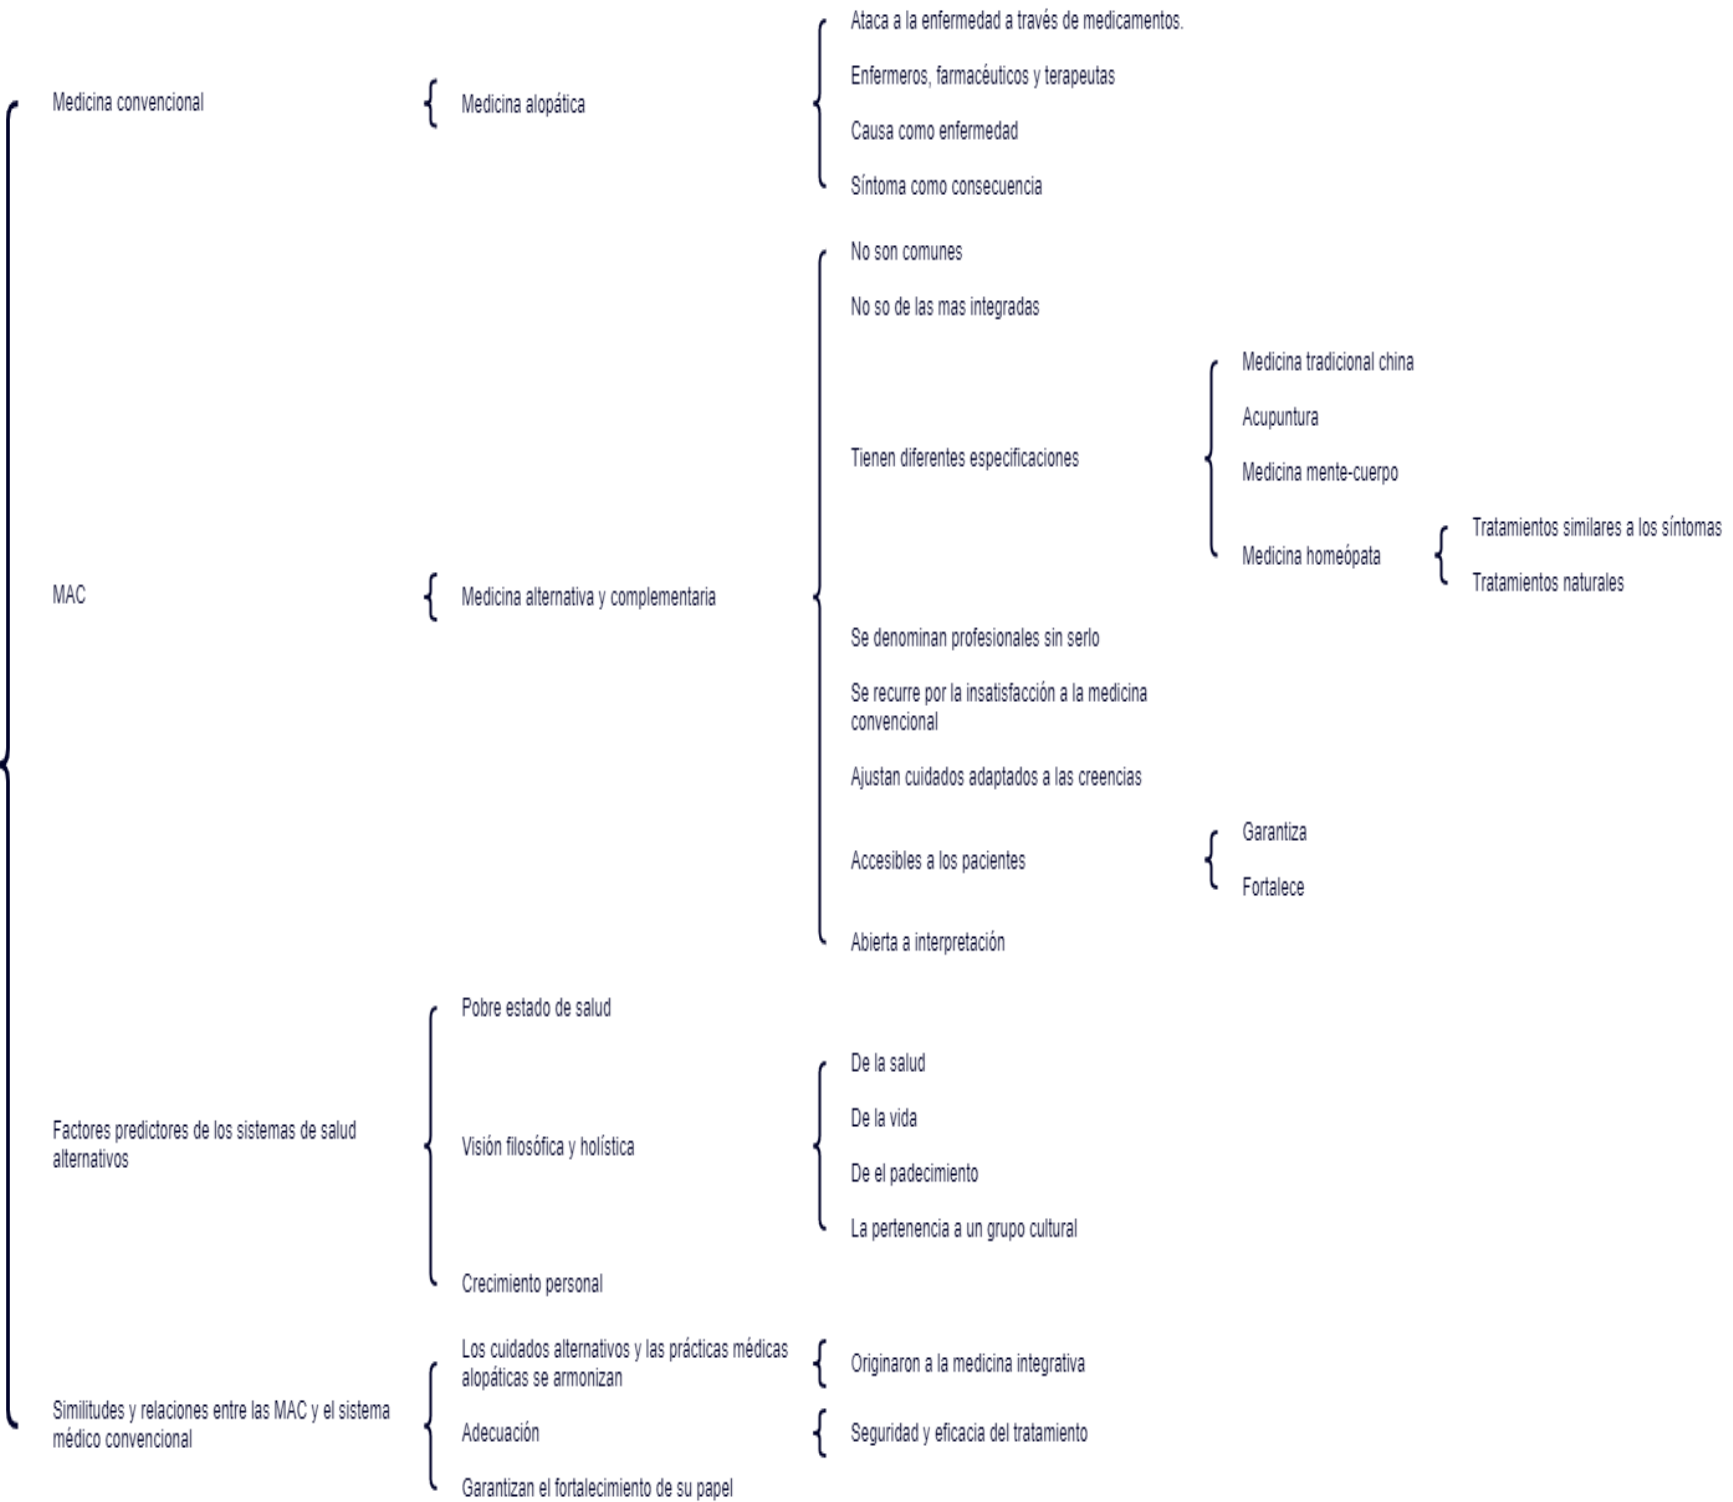 Medicina convencional
Medicina alopática
Ataca a la enfermedad a través de medicamentos.
Enfermeros, farmacéuticos y terapeutas
Causa como enfermedad
Síntoma como consecuencia
MAC
Medicina alternativa y complementaria
No son comunes
No so de las mas integradas
Tienen diferentes especificaciones
Medicina tradicional china
Acupuntura
Medicina mente-cuerpo
Medicina homeópata
Tratamientos similares a los síntomas
Tratamientos naturales
Se denominan profesionales sin serlo
Se recurre por la insatisfacción a la medicina
convencional
Ajustan cuidados adaptados a las creencias
Accesibles a los pacientes
Garantiza
Fortalece
Abierta a interpretación
Factores predictores de los sistemas de salud
alternativos
Pobre estado de salud
Visión filosófica y holística
De la salud
De la vida
De el padecimiento
La pertenencia a un grupo cultural
Crecimiento personal
Similitudes y relaciones entre las MAC y el sistema
médico convencional
Los cuidados alternativos y las prácticas médicas
alopáticas se armonizan
Originaron a la medicina integrativa
Adecuación
Seguridad y eficacia del tratamiento
Garantizan el fortalecimiento de su papel